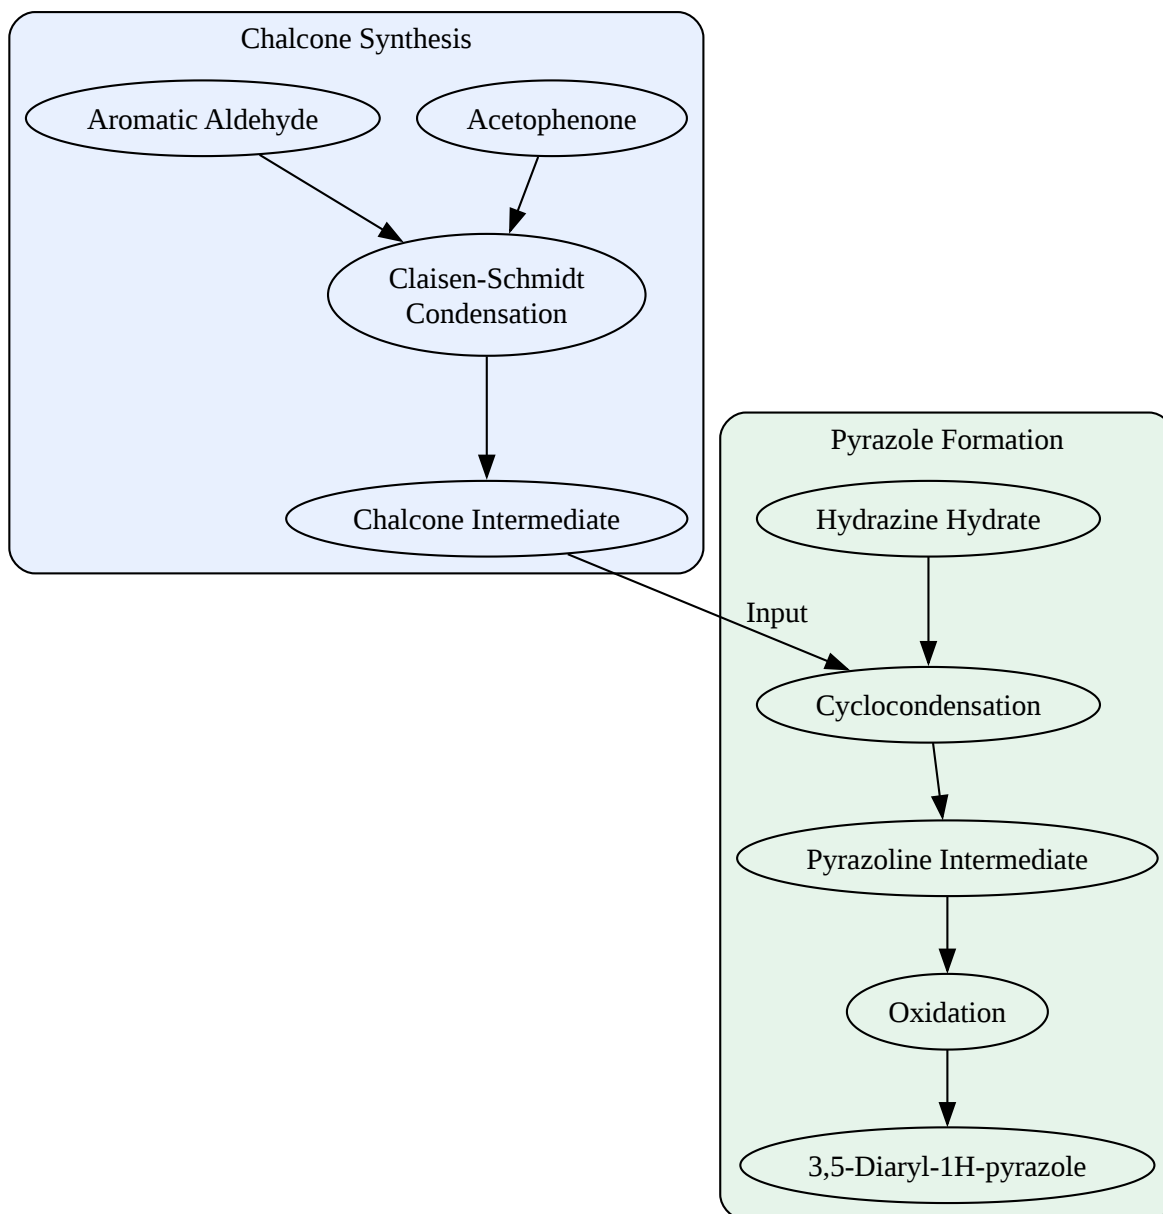 Chalcone Synthesis
Aromatic Aldehyde
Acetophenone
Claisen-Schmidt
Condensation
Chalcone Intermediate
Pyrazole Formation
Hydrazine Hydrate
Input
Cyclocondensation
Pyrazoline Intermediate
Oxidation
3,5-Diaryl-1H-pyrazole